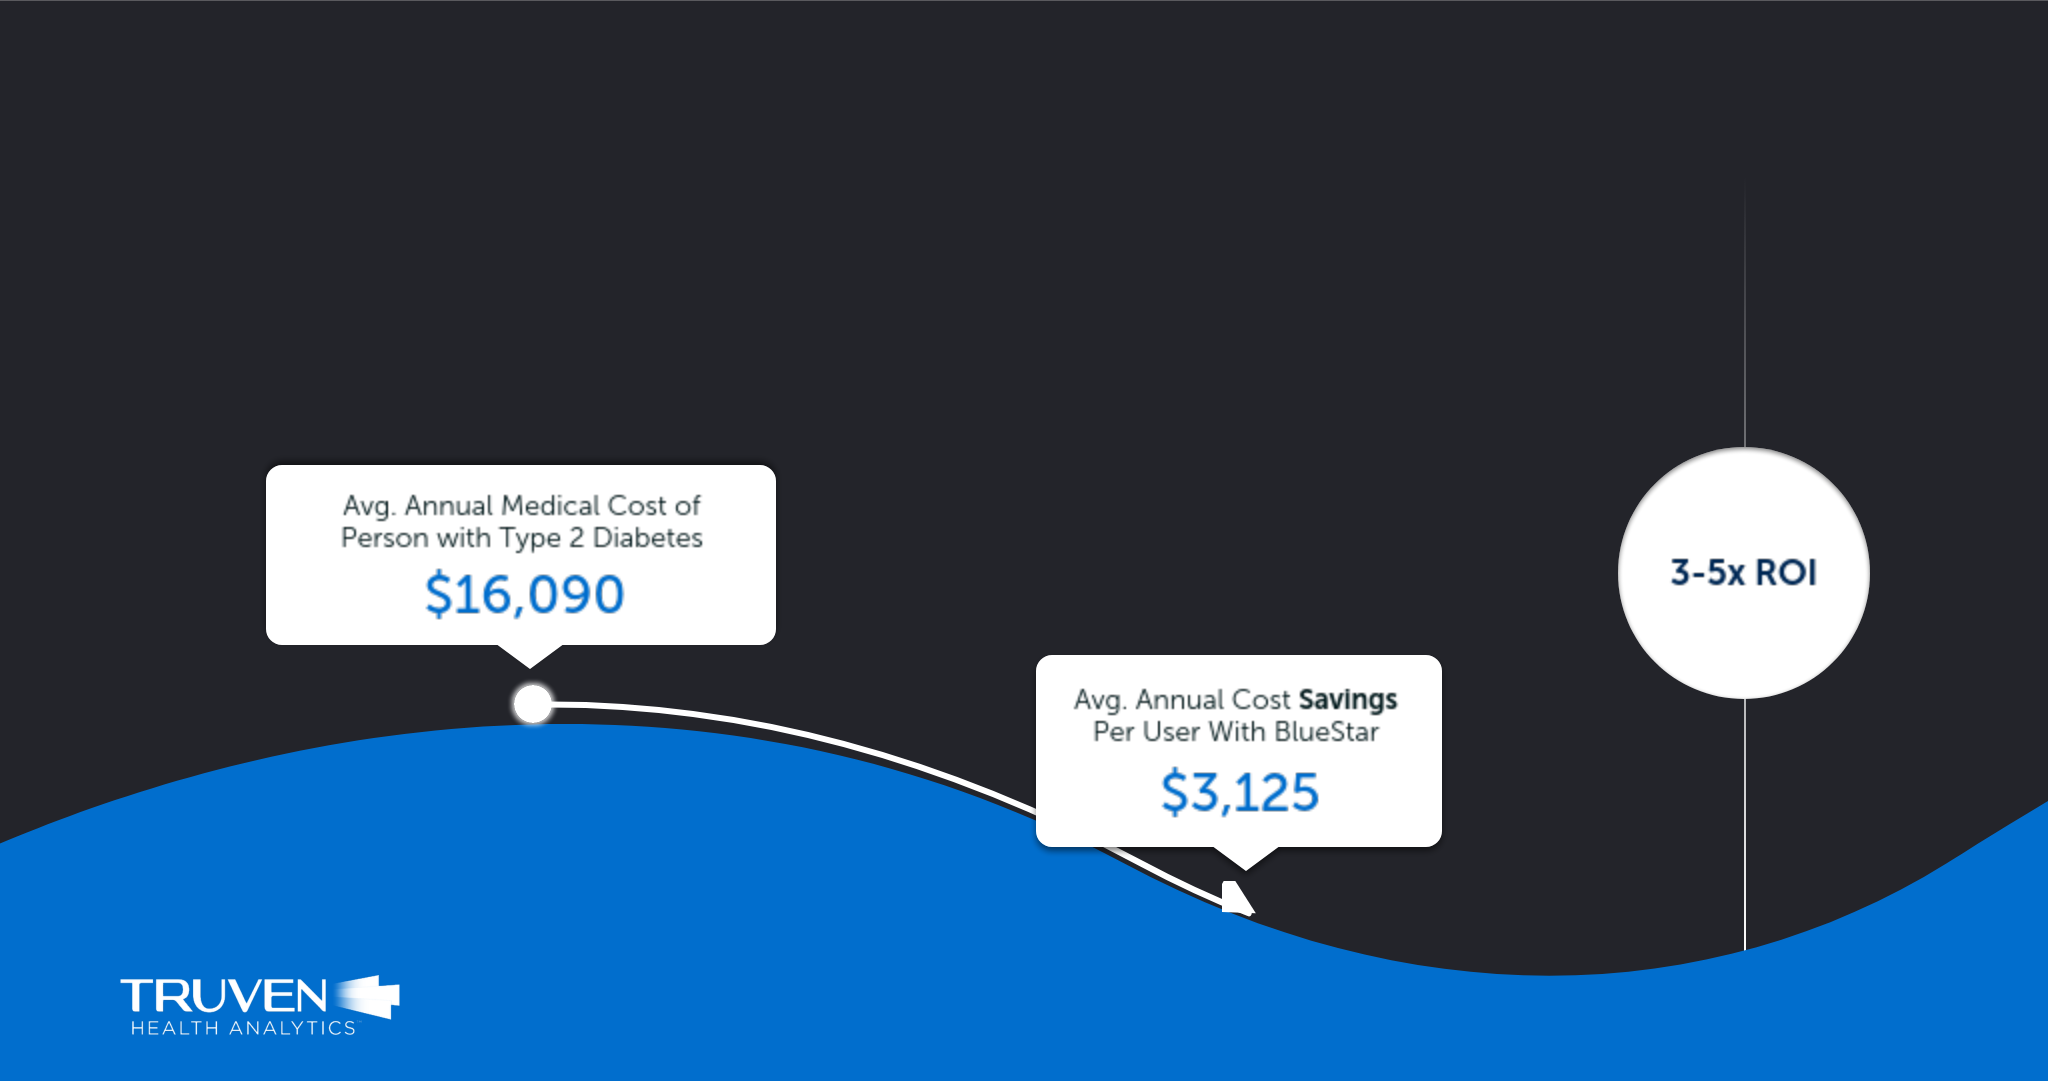 Avg. Annual Medical Cost of
Person with Type 2 Diabetes
$16,090
Avg. Annual Cost Savings
Per User With BlueStar
$3,125
3-5x ROI
TRUVEN
HEALTH ANALYTICS